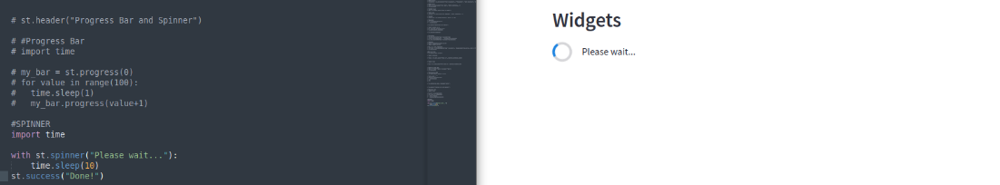 # st.header("Progress Bar and Spinner")
# #Progress Bar
# import time
# my_bar = st.progress(0)
# for value in range(100):
#   time.sleep(1)
#   my_bar.progress(value+1)
#SPINNER
import time
with st.spinner("Please wait..."):
    time.sleep(10)
st.success("Done!")
Widgets
Please wait...